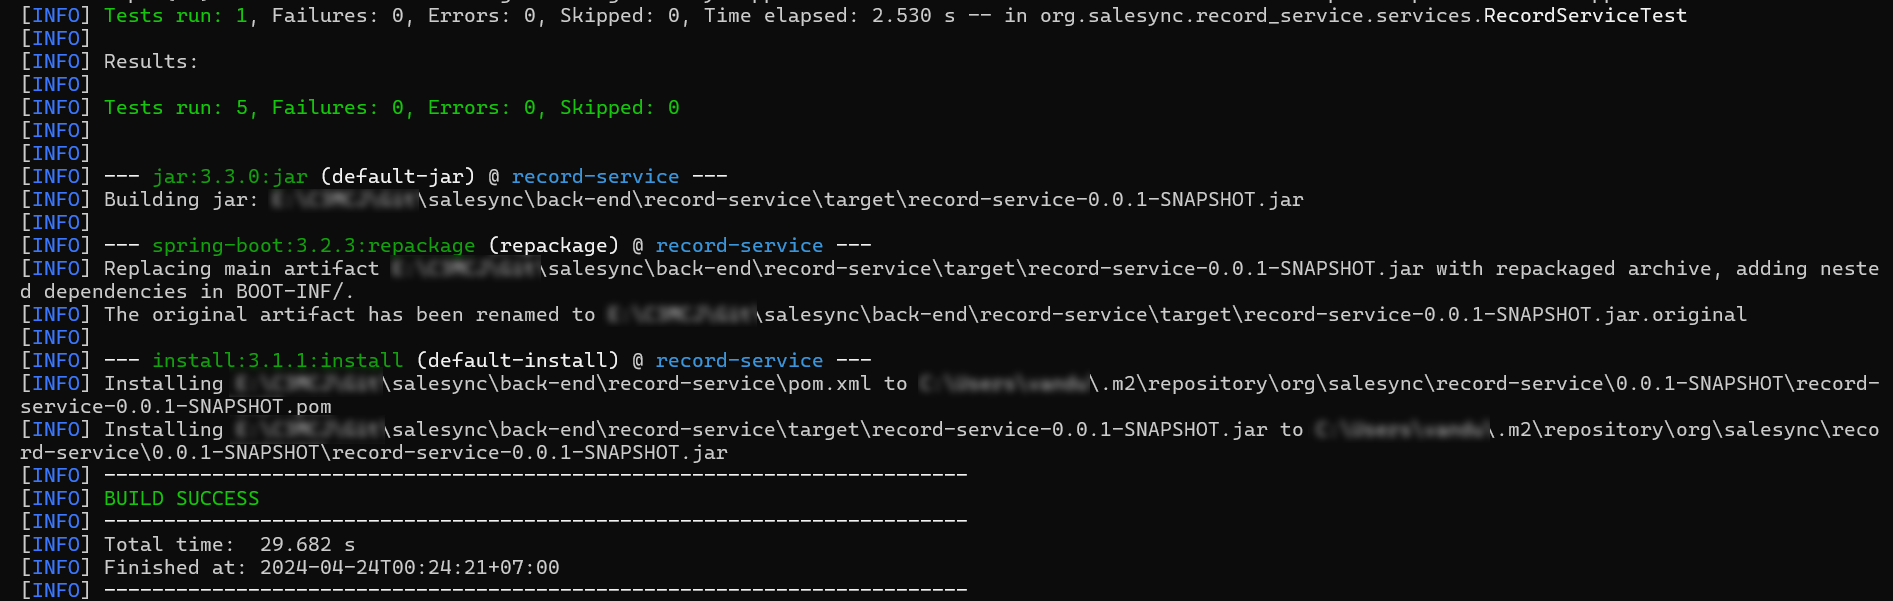 [INFO] Tests run: 1, Failures: 0, Errors: 0, Skipped: 0, Time elapsed: 2.530 s -- in org.salesync.record_service.services.RecordServiceTest
[INFO]
[INFO] Results:
[INFO]
[INFO] Tests run: 5, Failures: 0, Errors: 0, Skipped: 0
[INFO]
[INFO]
[INFO] --- jar:3.3.0:jar (default-jar) @ record-service ---
[INFO] Building jar: \salesync\back-end\record-service\target\record-service-0.0.1-SNAPSHOT.jar
[INFO]
[INFO] --- spring-boot:3.2.3:repackage (repackage) @ record-service ---
[INFO] Replacing main artifact \salesync\back-end\record-service\target\record-service-0.0.1-SNAPSHOT.jar with repackaged archive, adding neste
d dependencies in BOOT-INF/.
[INFO] The original artifact has been renamed to \salesync\back-end\record-service\target\record-service-0.0.1-SNAPSHOT.jar.original
[INFO]
[INFO] --- install:3.1.1:install (default-install) @ record-service ---
[INFO] Installing \salesync\back-end\record-service\pom.xml to \.m2\repository\org\salesync\record-service\0.0.1-SNAPSHOT\record-
service-0.0.1-SNAPSHOT.pom
[INFO] Installing \salesync\back-end\record-service\target\record-service-0.0.1-SNAPSHOT.jar to \.m2\repository\org\salesync\reco
rd-service\0.0.1-SNAPSHOT\record-service-0.0.1-SNAPSHOT.jar
[INFO] ------------------------------------------------------------------------
[INFO] BUILD SUCCESS
[INFO] ------------------------------------------------------------------------
[INFO] Total time:  29.682 s
[INFO] Finished at: 2024-04-24T00:24:21+07:00
[INFO] ------------------------------------------------------------------------